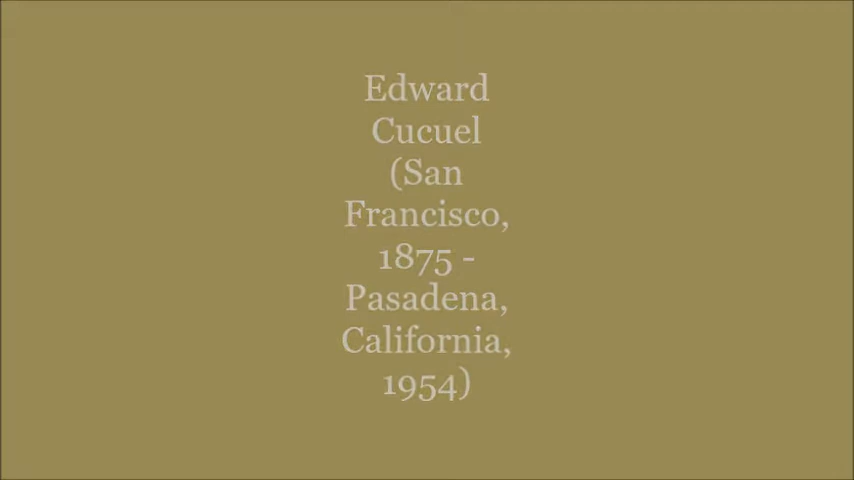 Edward
Cucuel
(San
Francisco,
1875 -
Pasadena,
California,
1954)